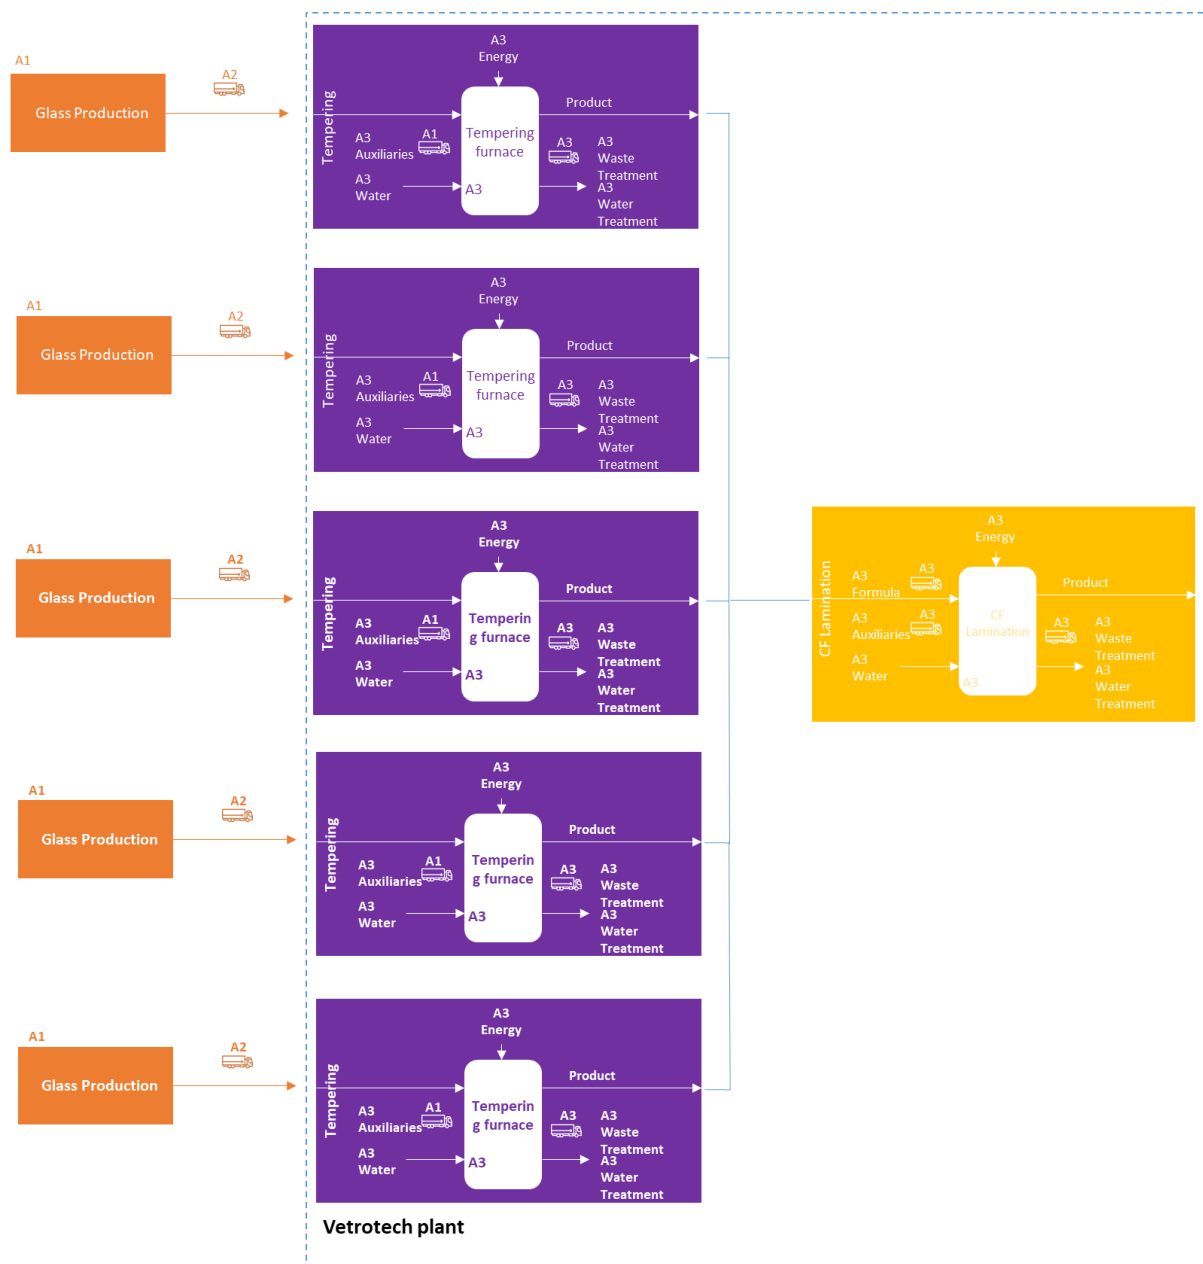 A1
Glass Production
A2
Tempering
A3
Energy
Product
A3
Auxiliaries
A1
Tempering
furnace
A3
A3
Waste
Treatment
A3
Water
A3
A3
Water
Treatment
A1
Glass Production
A2
Tempering
A3
Energy
Product
A3
Auxiliaries
A1
Tempering
furnace
A3
A3
Waste
Treatment
A3
Water
A3
A3
Water
Treatment
A1
Glass Production
A2
Tempering
A3
Energy
Product
A3
Auxiliaries
A1
Temperin
g furnace
A3
A3
Waste
Treatment
A3
Water
A3
A3
Water
Treatment
CF Lamination
A3
Energy
Product
A3
Formula
A3
A3
Auxiliaries
A3
CF
Lamination
A3
A3
Waste
Treatment
A3
Water
A3
A3
Water
Treatment
A1
Glass Production
A2
Tempering
A3
Energy
Product
A3
Auxiliaries
A1
Temperin
g furnace
A3
A3
Waste
Treatment
A3
Water
A3
A3
Water
Treatment
A1
Glass Production
A2
Tempering
A3
Energy
Product
A3
Auxiliaries
A1
Temperin
g furnace
A3
A3
Waste
Treatment
A3
Water
A3
A3
Water
Treatment
Vetrotech plant